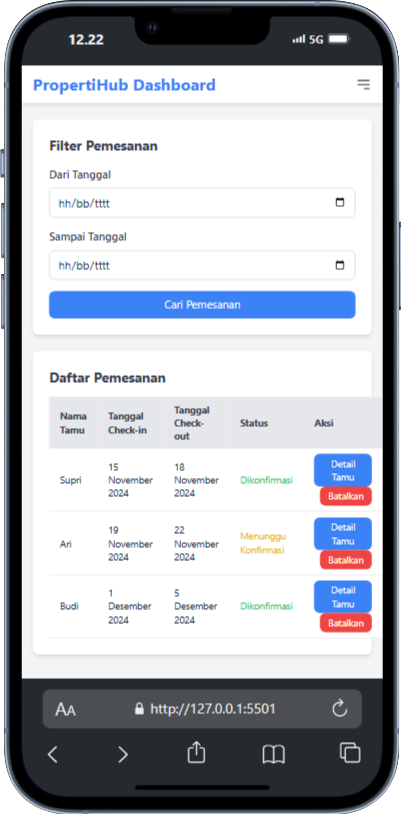 12.22
5G
PropertiHub Dashboard
Filter Pemesanan
Dari Tanggal
hh/bb/tttt
Sampai Tanggal
hh/bb/tttt
Cari Pemesanan
Daftar Pemesanan
Nama Tamu
Tanggal Check-in
Tanggal Check-out
Status
Aksi
Supri
15 November 2024
18 November 2024
Dikonfirmasi
Detail Tamu
Batalkan
Ari
19 November 2024
22 November 2024
Menunggu Konfirmasi
Detail Tamu
Batalkan
Budi
1 Desember 2024
5 Desember 2024
Dikonfirmasi
Detail Tamu
Batalkan
AA
http://127.0.0.1:5501